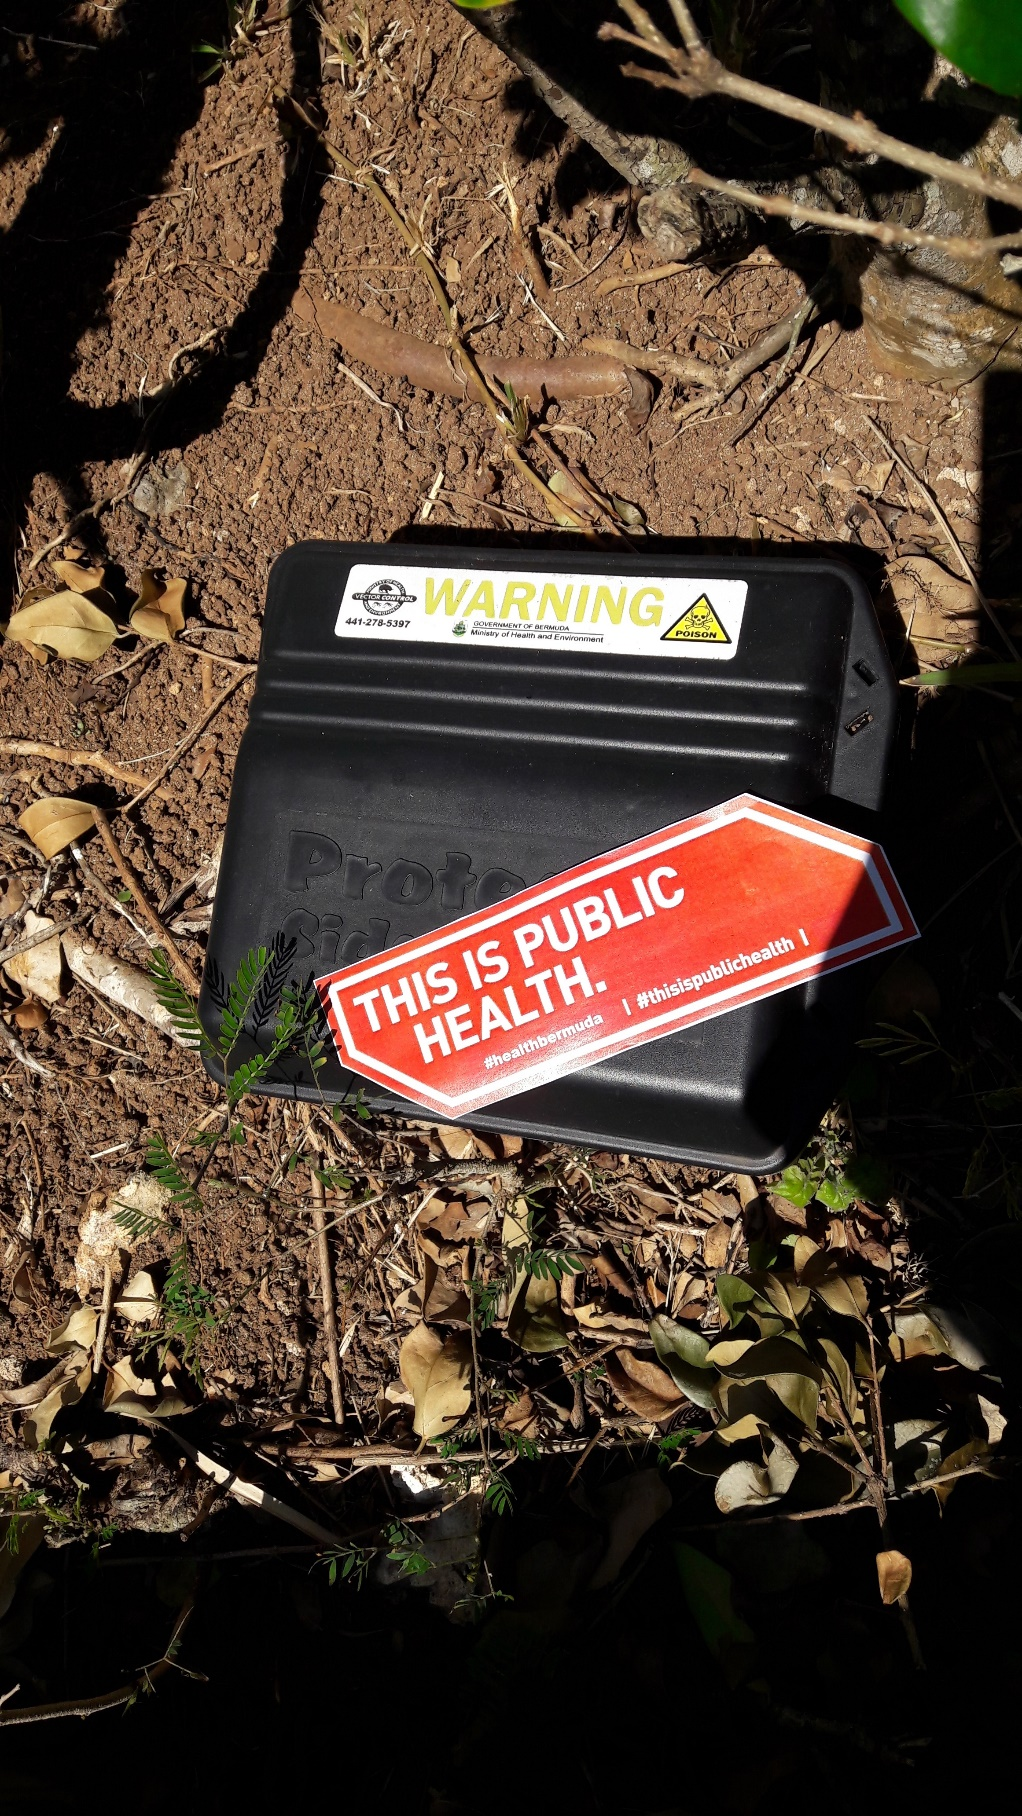 VECTOR CONTROL
441-278-5397
WARNING
GOVERNMENT OF BERMUDA
Ministry of Health and Environment
POISON
THIS IS PUBLIC
HEALTH.
#healthbermuda | #thisispublichealth |